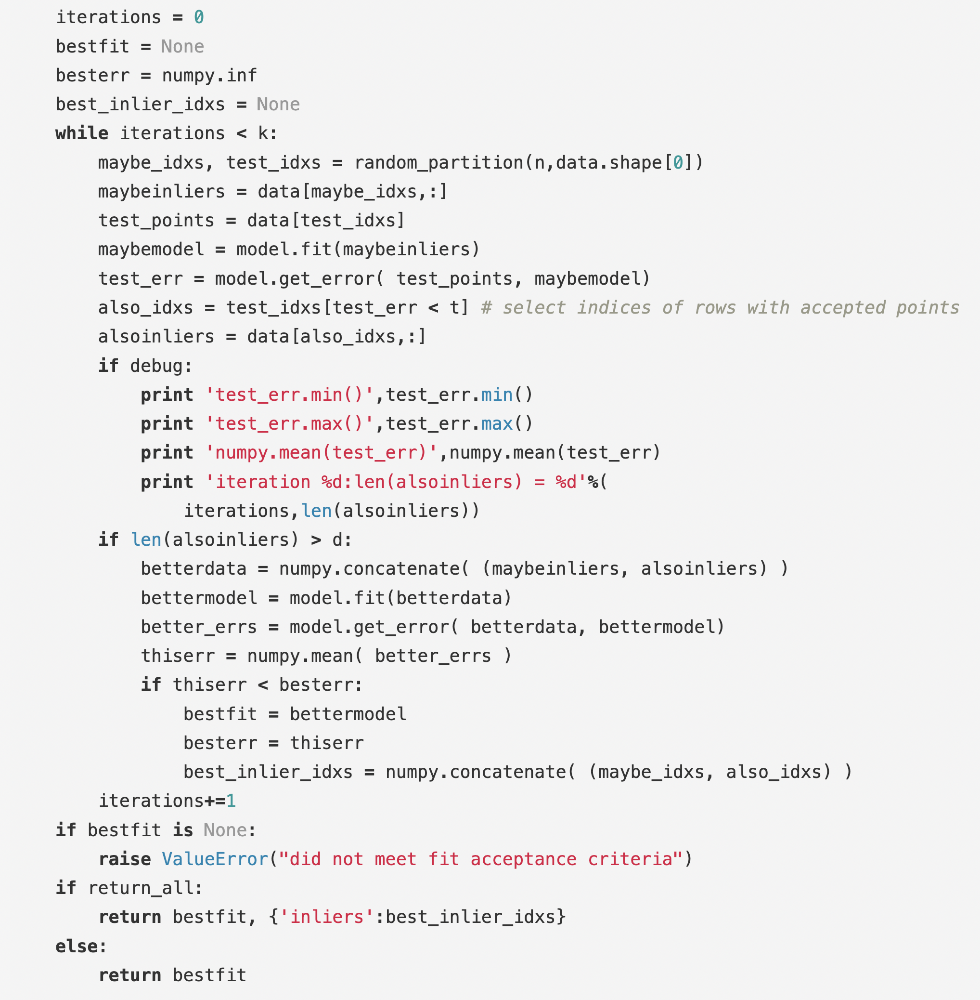 iterations = 0
bestfit = None
besterr = numpy.inf
best_inlier_idxs = None
while iterations < k:
    maybe_idxs, test_idxs = random_partition(n,data.shape[0])
    maybeinliers = data[maybe_idxs,:]
    test_points = data[test_idxs]
    maybemodel = model.fit(maybeinliers)
    test_err = model.get_error( test_points, maybemodel)
    also_idxs = test_idxs[test_err < t] # select indices of rows with accepted points
    alsoinliers = data[also_idxs,:]
    if debug:
        print 'test_err.min()',test_err.min()
        print 'test_err.max()',test_err.max()
        print 'numpy.mean(test_err)',numpy.mean(test_err)
        print 'iteration %d:len(alsoinliers) = %d'%(
            iterations,len(alsoinliers))
    if len(alsoinliers) > d:
        betterdata = numpy.concatenate( (maybeinliers, alsoinliers) )
        bettermodel = model.fit(betterdata)
        better_errs = model.get_error( betterdata, bettermodel)
        thiserr = numpy.mean( better_errs )
        if thiserr < besterr:
            bestfit = bettermodel
            besterr = thiserr
            best_inlier_idxs = numpy.concatenate( (maybe_idxs, also_idxs) )
    iterations+=1
if bestfit is None:
    raise ValueError("did not meet fit acceptance criteria")
if return_all:
    return bestfit, {'inliers':best_inlier_idxs}
else:
    return bestfit